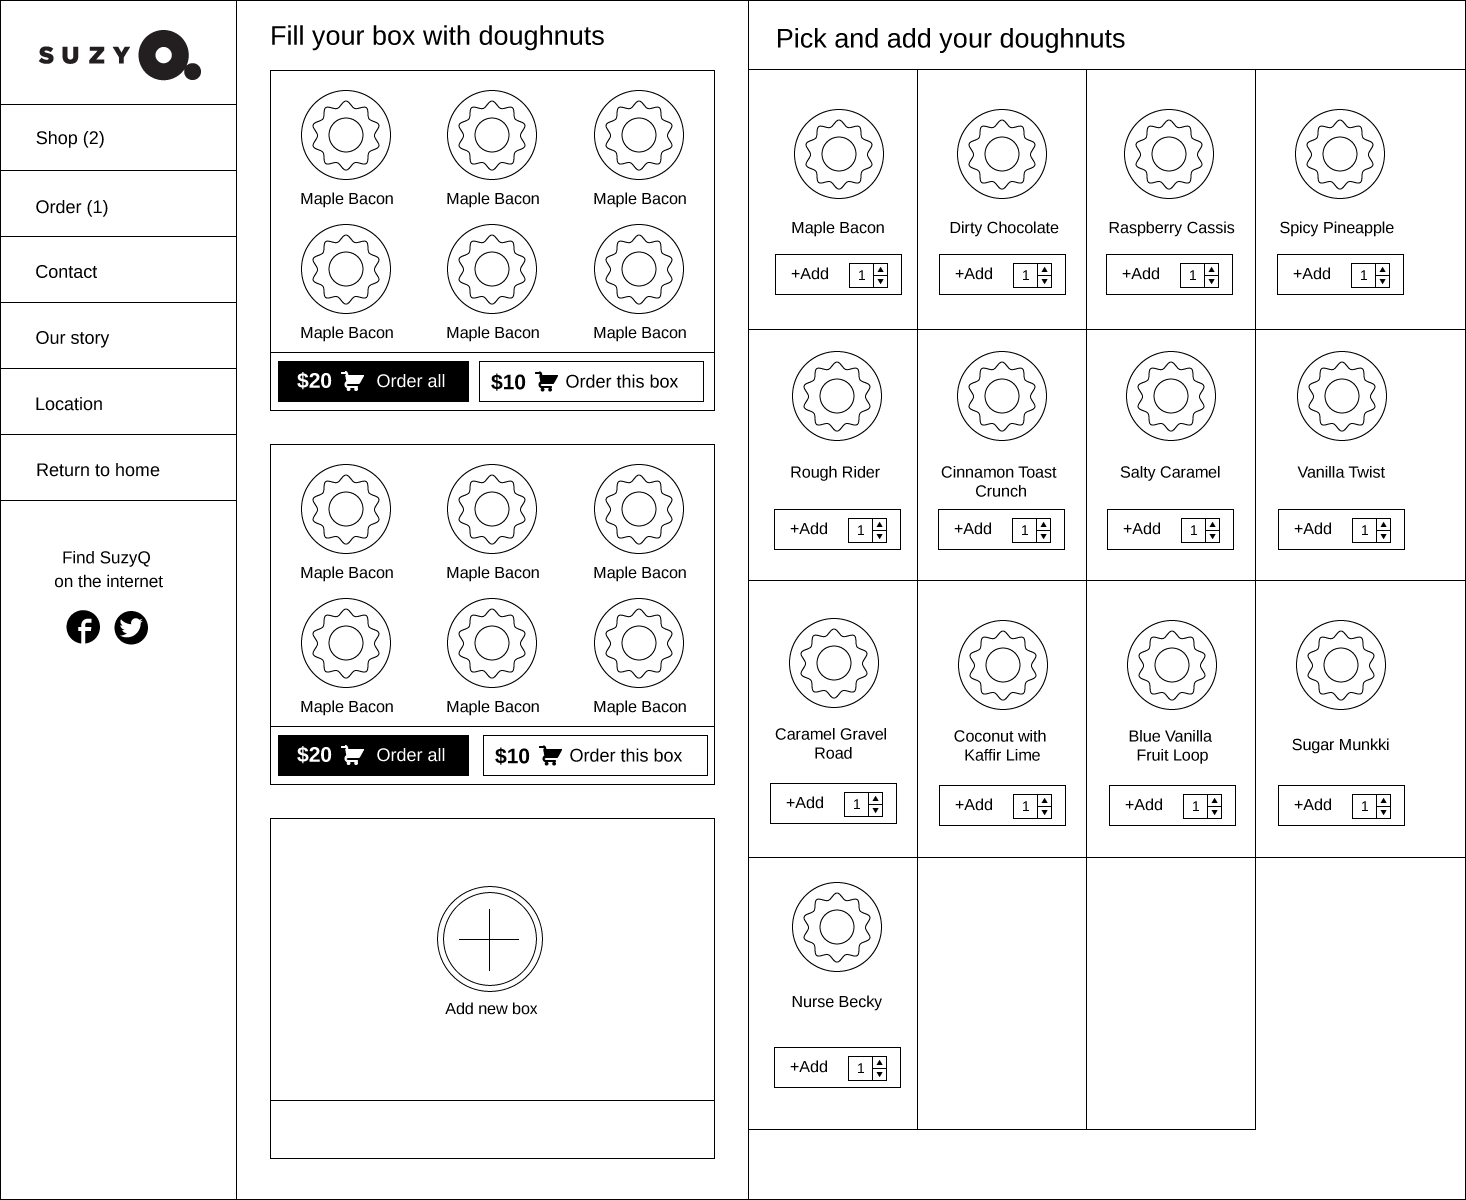 SUZY
Shop (2)
Order (1)
Contact
Our story
Location
Return to home
Find SuzyQ
on the internet
Fill your box with doughnuts
Maple Bacon Maple Bacon Maple Bacon
Maple Bacon Maple Bacon Maple Bacon
$20 Order all $10 Order this box
Maple Bacon Maple Bacon Maple Bacon
Maple Bacon Maple Bacon Maple Bacon
$20 Order all $10 Order this box
Add new box
Pick and add your doughnuts
Maple Bacon Dirty Chocolate Raspberry Cassis Spicy Pineapple
+Add 1 +Add 1 +Add 1 +Add 1
Rough Rider Cinnamon Toast Salty Caramel Vanilla Twist
Crunch
+Add 1 +Add 1 +Add 1 +Add 1
Caramel Gravel Coconut with Blue Vanilla Sugar Munkki
Road Kaffir Lime Fruit Loop
+Add 1 +Add 1 +Add 1 +Add 1
Nurse Becky
+Add 1